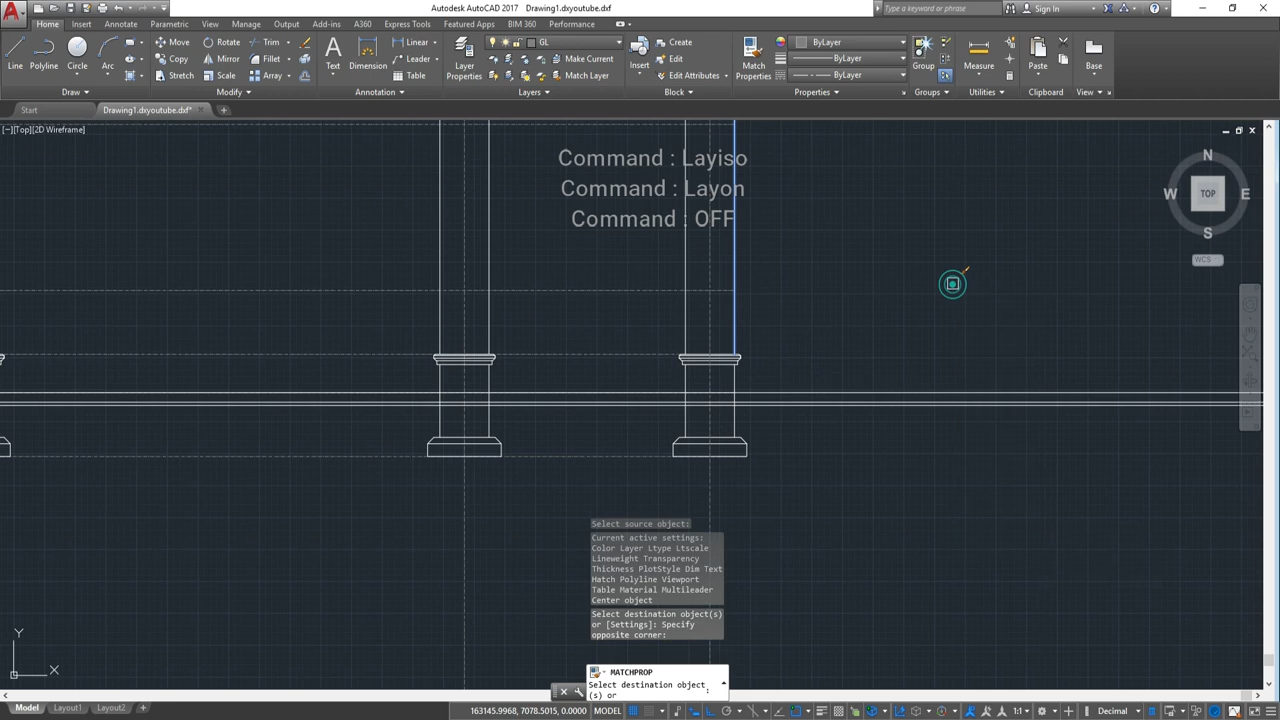 Autodesk AutoCAD 2017 Drawing1.dxyoutube.dxf
Type a keyword or phrase
Sign In
Home Insert Annotate Parametric View Manage Output Add-ins A360 Express Tools Featured Apps BIM 360 Performance
Line Polyline Circle Arc
Move Rotate Trim
Copy Mirror Fillet
Stretch Scale Array
Text Dimension
Linear
Leader
Table
Layer
Properties
GL
Make Current
Match Layer
Insert
Create
Edit
Edit Attributes
Match
Properties
ByLayer
ByLayer
ByLayer
Group
Measure
Paste
Base
Draw Modify Annotation Layers Block Properties Groups Utilities Clipboard View
Start Drawing1.dxyoutube.dxf*
[−][Top][2D Wireframe]
Command : Layiso
Command : Layon
Command : OFF
N
W TOP E
S
WCS
Select source object:
Current active settings:
Color Layer Ltype Ltscale
Lineweight Transparency
Thickness PlotStyle Dim Text
Hatch Polyline Viewport
Table Material Multileader
Center object
Select destination object(s)
or [Settings]: Specify
opposite corner:
Y
X
MATCHPROP
Select destination object
(s) or
Model Layout1 Layout2
163145.9968, 7078.5015, 0.0000 MODEL
1:1
Decimal